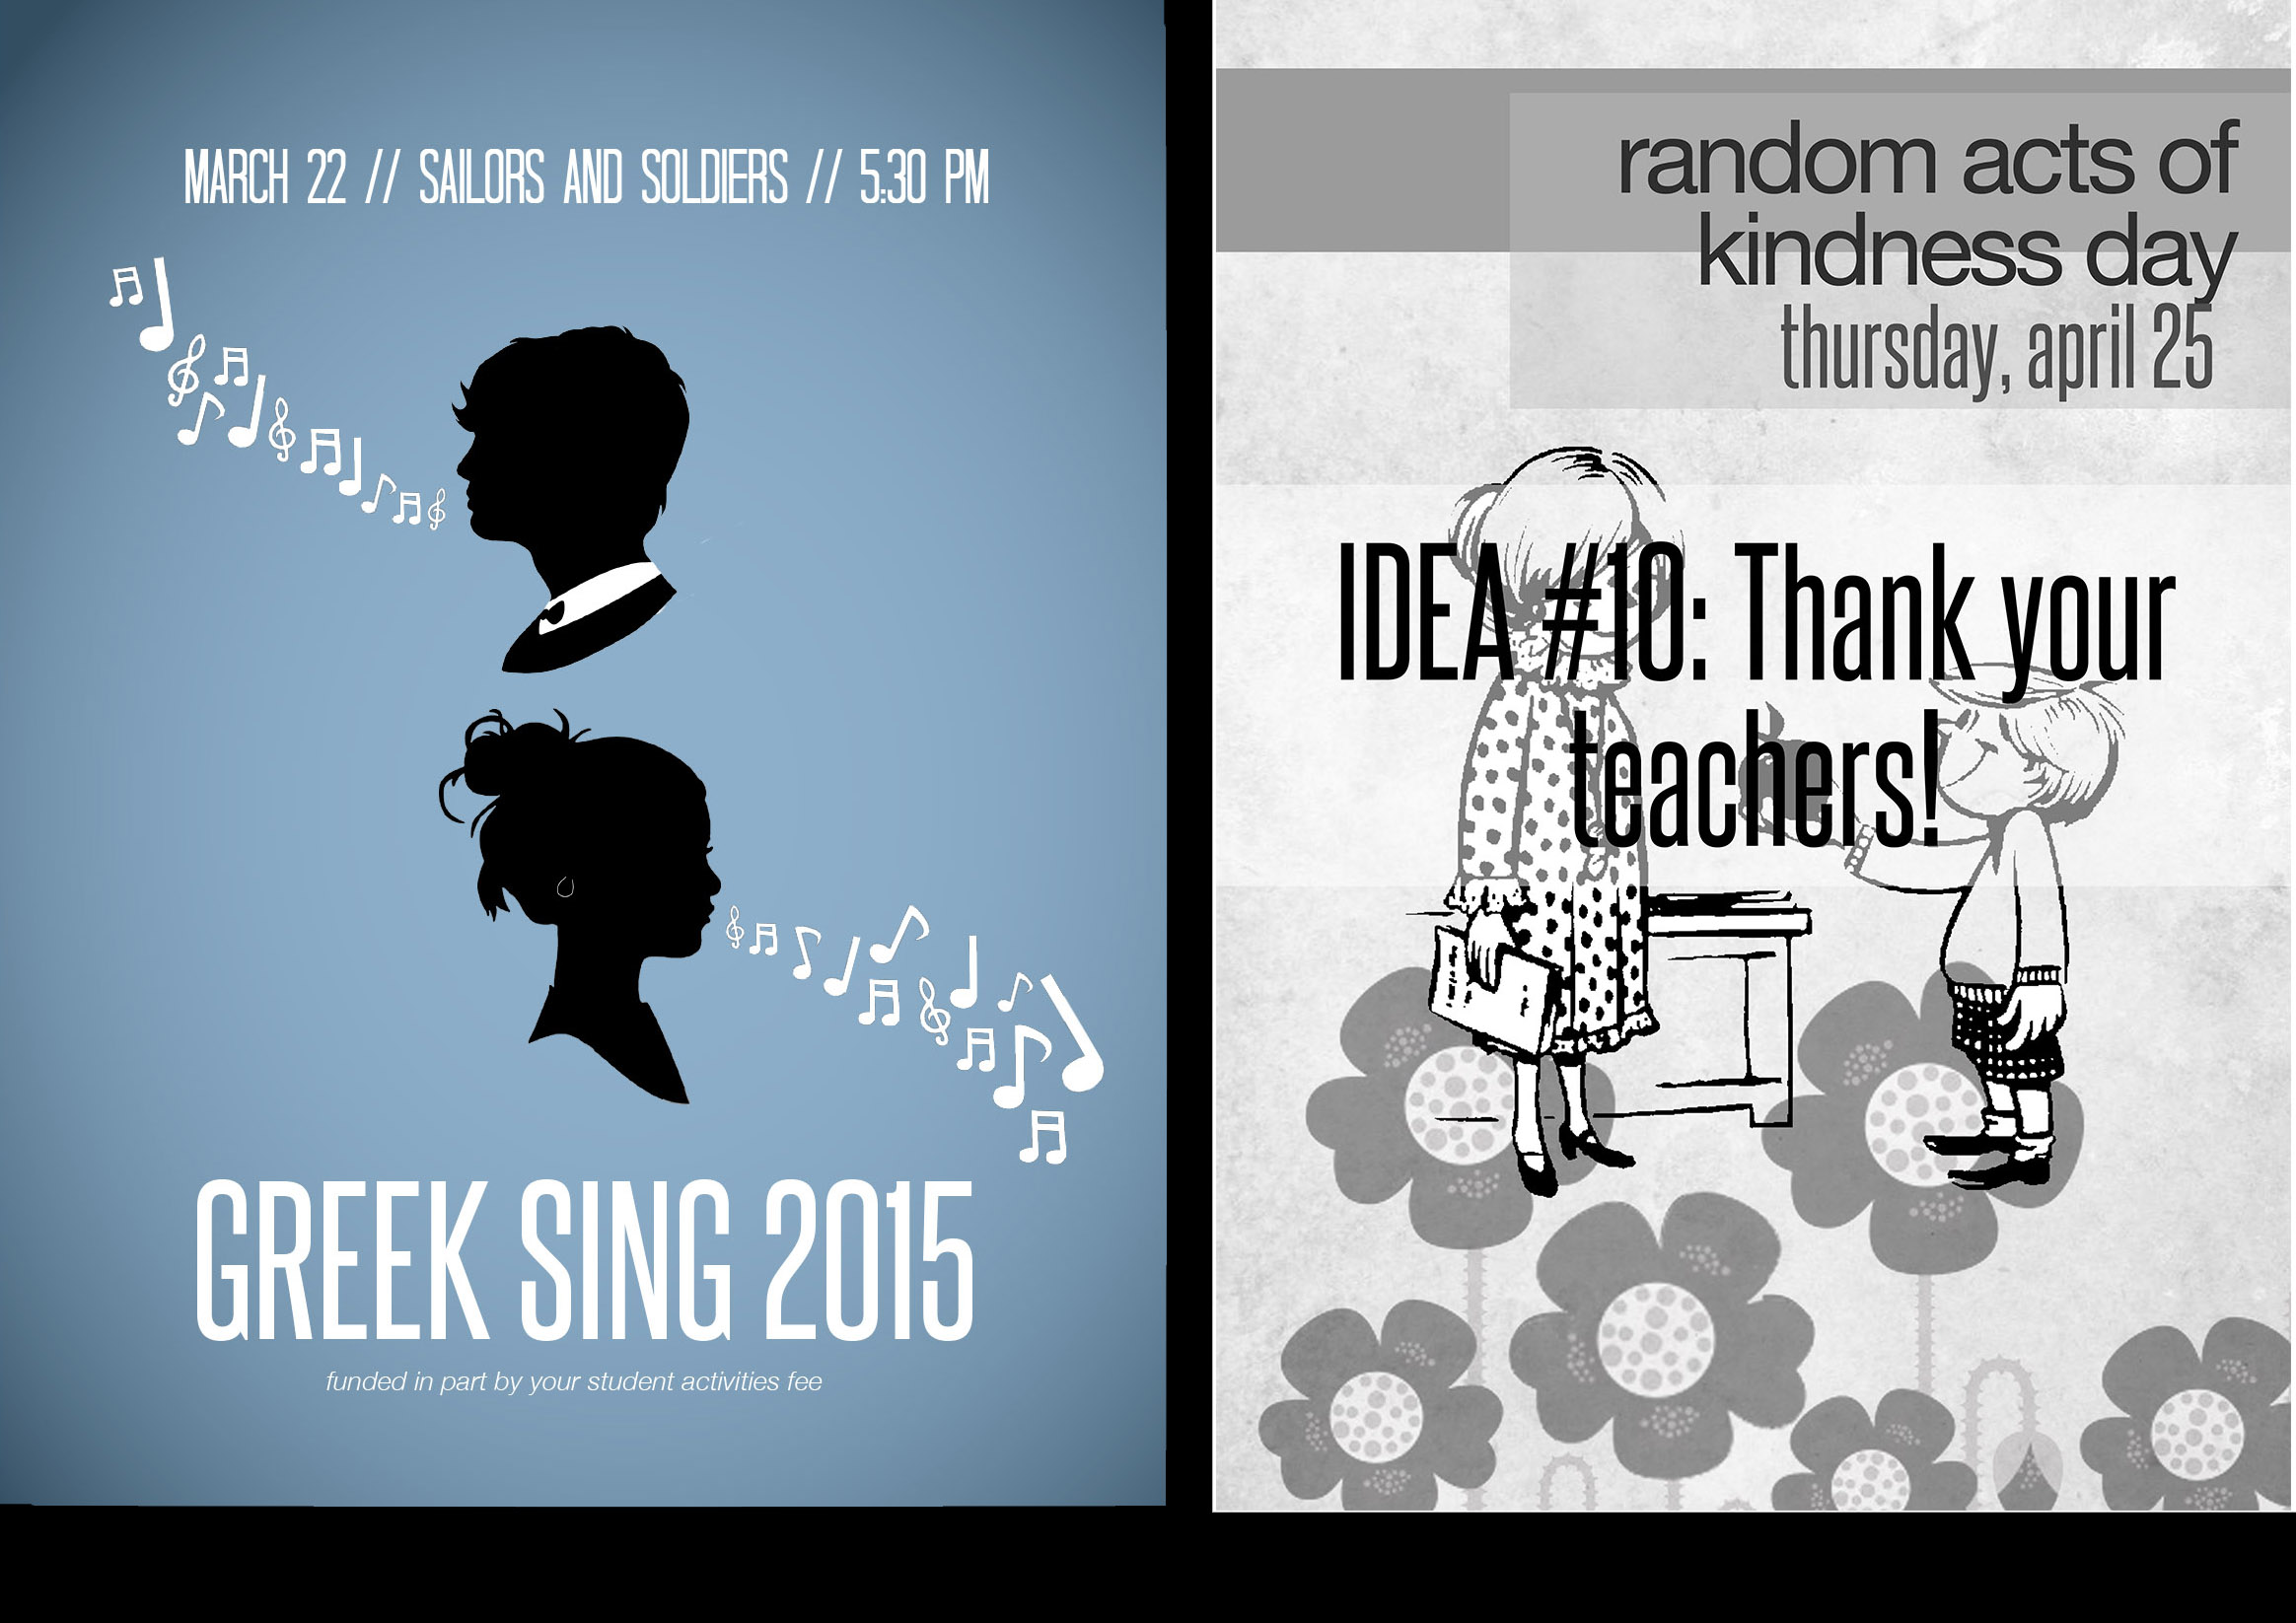 MARCH 22 // SAILORS AND SOLDIERS // 5:30 PM
GREEK SING 2015
funded in part by your student activities fee
random acts of
kindness day
thursday, april 25
IDEA #10: Thank your
teachers!